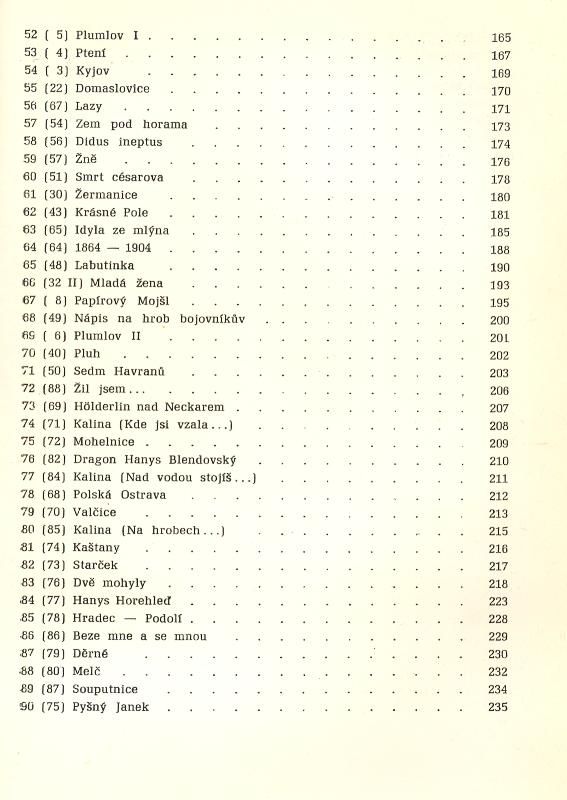 52 ( 5) Plumlov I . . . . . . . . . . . . . . . 165
53 ( 4) Ptení . . . . . . . . . . . . . . . . 167
54 ( 3) Kyjov . . . . . . . . . . . . . . . 169
55 (22) Domaslovice . . . . . . . . . . . . . . 170
56 (67) Lazy . . . . . . . . . . . . . . . . 171
57 (54) Zem pod horama . . . . . . . . . . . . 173
58 (56) Didus ineptus . . . . . . . . . . . . . 174
59 (57) Žně . . . . . . . . . . . . . . . . 176
60 (51) Smrt césarova . . . . . . . . . . . . . 178
61 (30) Žermanice . . . . . . . . . . . . . . 180
62 (43) Krásné Pole . . . . . . . . . . . . . . 181
63 (65) Idyla ze mlýna . . . . . . . . . . . . . 185
64 (64) 1864 — 1904 . . . . . . . . . . . . . . 188
65 (48) Labutinka . . . . . . . . . . . . . . 190
66 (32 II) Mladá žena . . . . . . . . . . . . . 193
67 ( 8) Papírový Mojšl . . . . . . . . . . . . . 195
68 (49) Nápis na hrob bojovníkův . . . . . . . . . . 200
69 ( 6) Plumlov II . . . . . . . . . . . . . . 201
70 (40) Pluh . . . . . . . . . . . . . . . . 202
71 (50) Sedm Havranů . . . . . . . . . . . . . 203
72 (88) Žil jsem... . . . . . . . . . . . . . . 206
73 (69) Hölderlin nad Neckarem . . . . . . . . . . . 207
74 (71) Kalina (Kde jsi vzala...) . . . . . . . . . . 208
75 (72) Mohelnice . . . . . . . . . . . . . . . 209
76 (82) Dragon Hanys Blendovský . . . . . . . . . . 210
77 (84) Kalina (Nad vodou stojíš...) . . . . . . . . . 211
78 (68) Polská Ostrava . . . . . . . . . . . . . 212
79 (70) Valčice . . . . . . . . . . . . . . . 213
80 (85) Kalina (Na hrobech...) . . . . . . . . . . 215
81 (74) Kaštany . . . . . . . . . . . . . . . 216
82 (73) Starček . . . . . . . . . . . . . . . 217
83 (76) Dvě mohyly . . . . . . . . . . . . . . 218
84 (77) Hanys Horehleď . . . . . . . . . . . . . 223
85 (78) Hradec — Podolí . . . . . . . . . . . . . 228
86 (86) Beze mne a se mnou . . . . . . . . . . . 229
87 (79) Děrné . . . . . . . . . . . . . . . 230
88 (80) Melč . . . . . . . . . . . . . . . . 232
89 (87) Souputnice . . . . . . . . . . . . . . 234
90 (75) Pyšný Janek . . . . . . . . . . . . . . 235